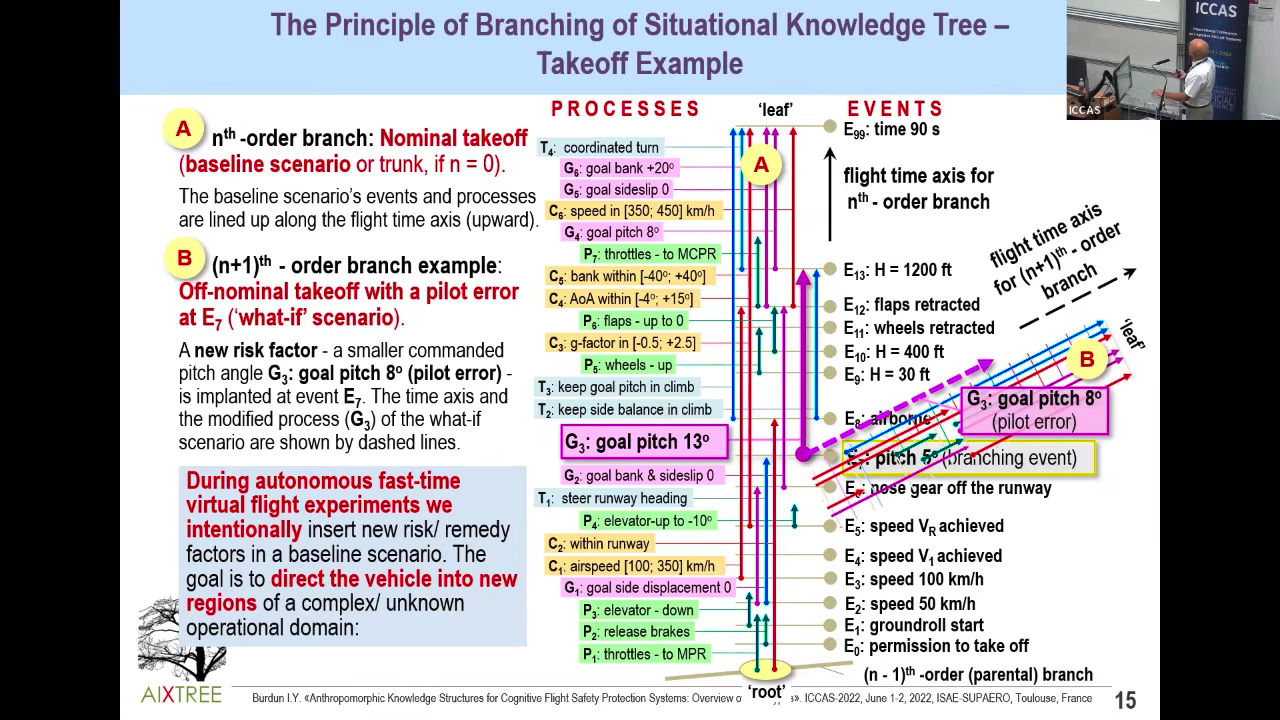 The Principle of Branching of Situational Knowledge Tree –
Takeoff Example
ICCAS
ICCAS
A
nth -order branch: Nominal takeoff
(baseline scenario or trunk, if n = 0).
The baseline scenario's events and processes
are lined up along the flight time axis (upward).
B
(n+1)th - order branch example:
Off-nominal takeoff with a pilot error
at E7 ('what-if' scenario).
A new risk factor - a smaller commanded
pitch angle G3: goal pitch 8o (pilot error) -
is implanted at event E7. The time axis and
the modified process (G3) of the what-if
scenario are shown by dashed lines.
During autonomous fast-time
virtual flight experiments we
intentionally insert new risk/ remedy
factors in a baseline scenario. The
goal is to direct the vehicle into new
regions of a complex/ unknown
operational domain:
AIXTREE
PROCESSES
T4: coordinated turn
G6: goal bank +20o
G5: goal sideslip 0
C6: speed in [350; 450] km/h
G4: goal pitch 8o
P7: throttles - to MCPR
C5: bank within [-40o; +40o]
C4: AoA within [-4o; +15o]
P6: flaps - up to 0
C3: g-factor in [-0.5; +2.5]
P5: wheels - up
T3: keep goal pitch in climb
T2: keep side balance in climb
G3: goal pitch 13o
G2: goal bank & sideslip 0
T1: steer runway heading
P4: elevator-up to -10o
C2: within runway
C1: airspeed [100; 350] km/h
G1: goal side displacement 0
P3: elevator - down
P2: release brakes
P1: throttles - to MPR
'leaf'
A
'root'
EVENTS
E99: time 90 s
flight time axis for
nth - order branch
flight time axis
for (n+1)th - order
branch
E13: H = 1200 ft
E12: flaps retracted
E11: wheels retracted
E10: H = 400 ft
E9: H = 30 ft
'leaf'
B
E8: airborne
G3: goal pitch 8o
(pilot error)
pitch 5o (branching event)
nose gear off the runway
E5: speed VR achieved
E4: speed V1 achieved
E3: speed 100 km/h
E2: speed 50 km/h
E1: groundroll start
E0: permission to take off
(n - 1)th -order (parental) branch
Burdun I.Y. «Anthropomorphic Knowledge Structures for Cognitive Flight Safety Protection Systems: Overview o
s». ICCAS-2022, June 1-2, 2022, ISAE-SUPAERO, Toulouse, France
15